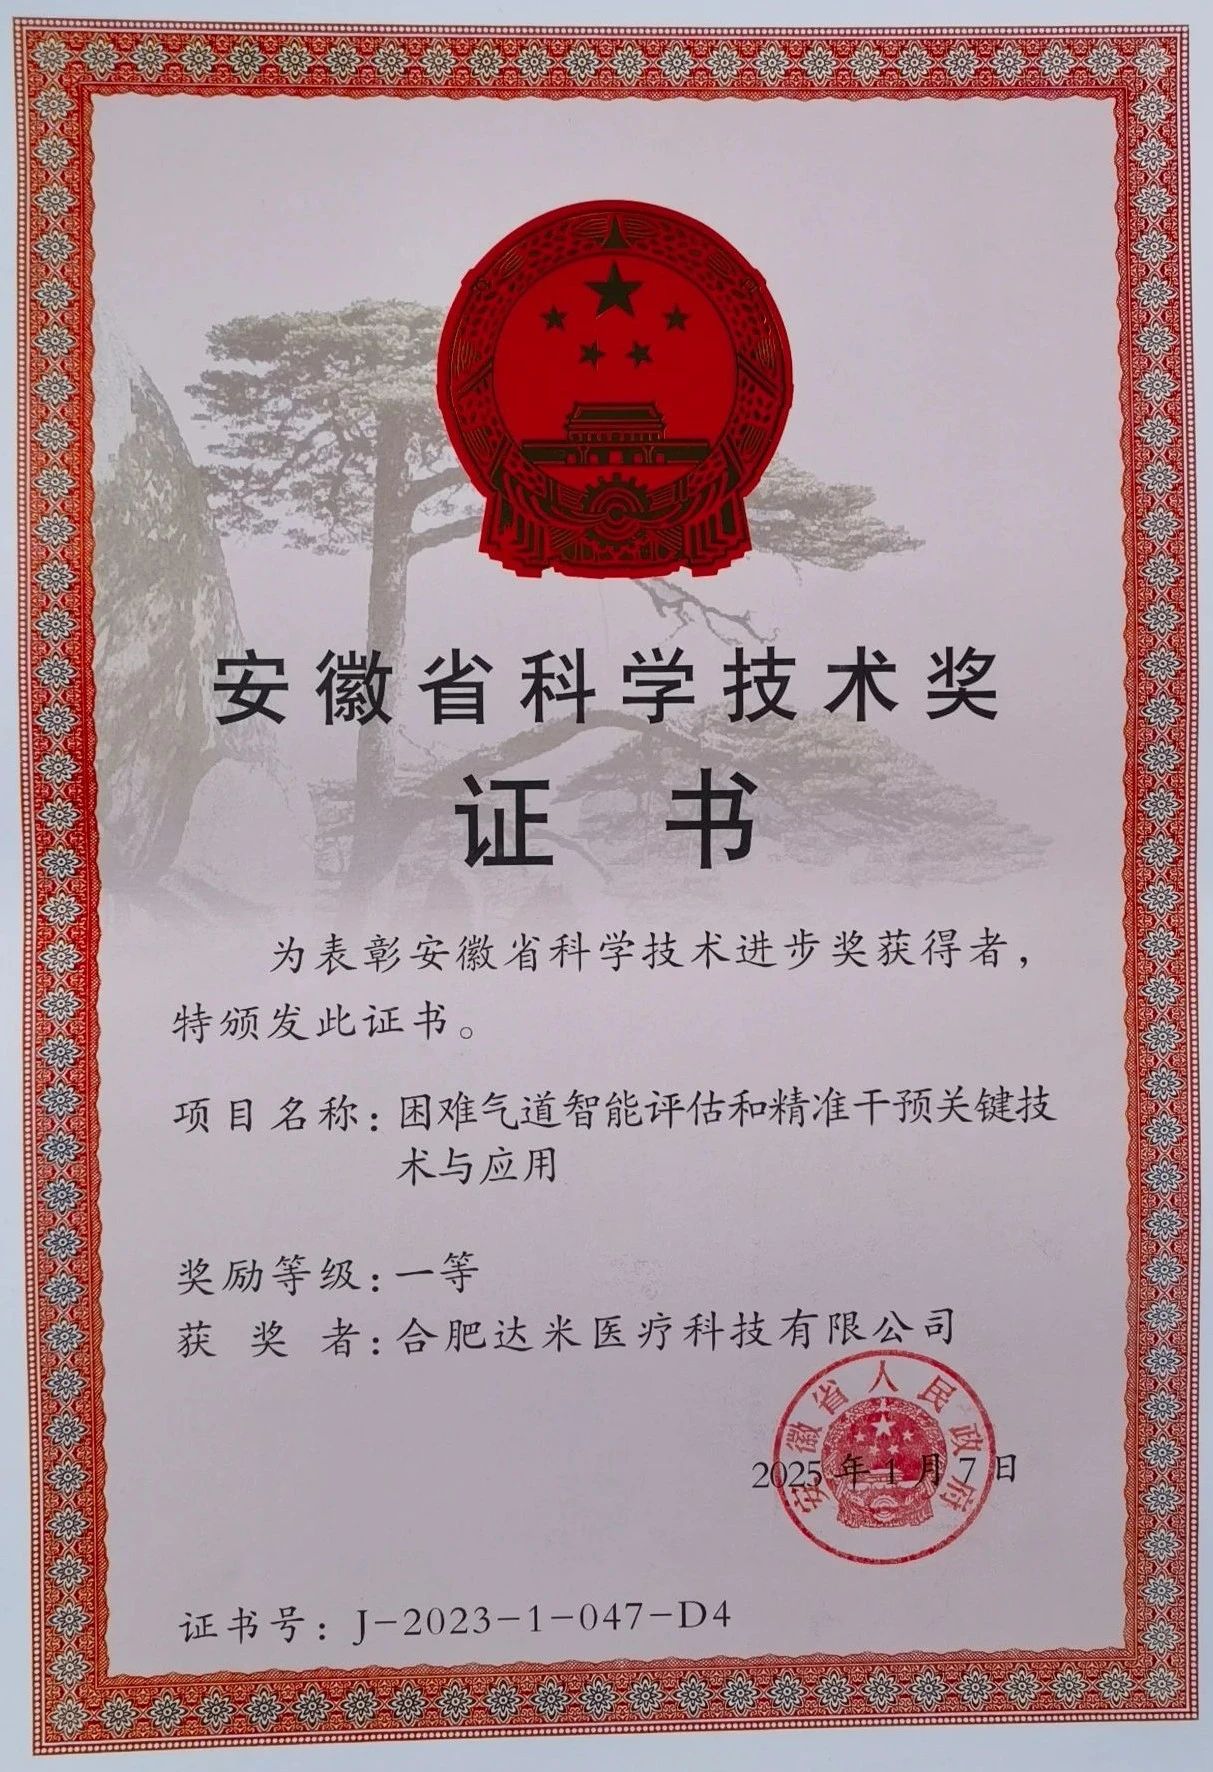 安徽省科学技术奖
证书
为表彰安徽省科学技术进步奖获得者，
特颁发此证书。
项目名称：困难气道智能评估和精准干预关键技
术与应用
奖励等级：一等
获奖者：合肥达米医疗科技有限公司
安徽省人民政府
2025年1月7日
证书号：J-2023-1-047-D4